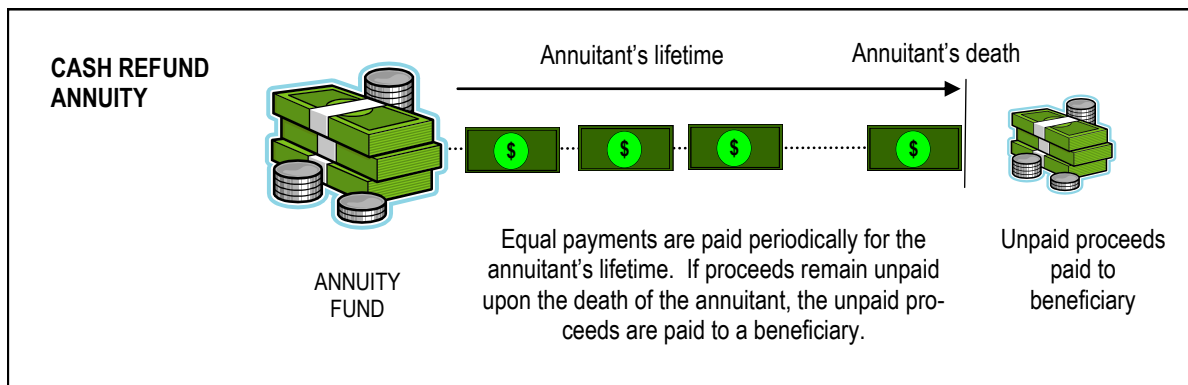 CASH REFUND
ANNUITY
Annuitant’s lifetime
Annuitant’s death
$
$
$
$
ANNUITY
FUND
Equal payments are paid periodically for the
annuitant’s lifetime. If proceeds remain unpaid
upon the death of the annuitant, the unpaid pro-
ceeds are paid to a beneficiary.
Unpaid proceeds
paid to
beneficiary